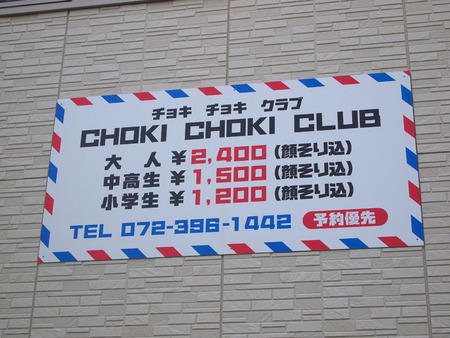 チョキ チョキ クラブ
CHOKI CHOKI CLUB
大人 ¥2,400 (顔そり込)
中高生 ¥1,500 (顔そり込)
小学生 ¥1,200 (顔そり込)
TEL 072-396-1442 予約優先